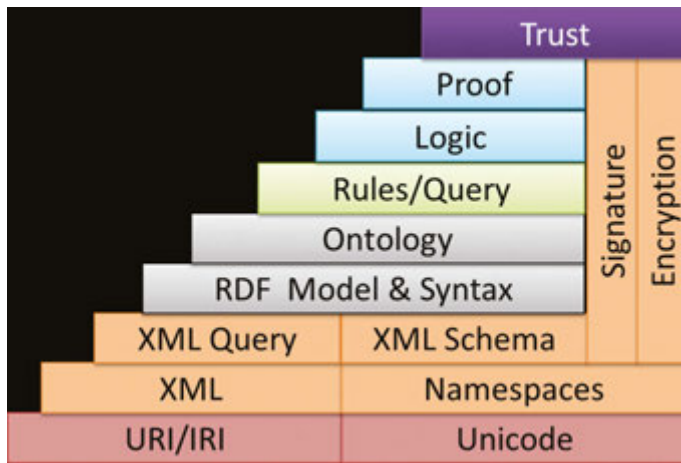 Trust
Proof
Logic
Rules/Query
Ontology
RDF Model & Syntax
XML Query
XML Schema
XML
Namespaces
URI/IRI
Unicode
Signature
Encryption